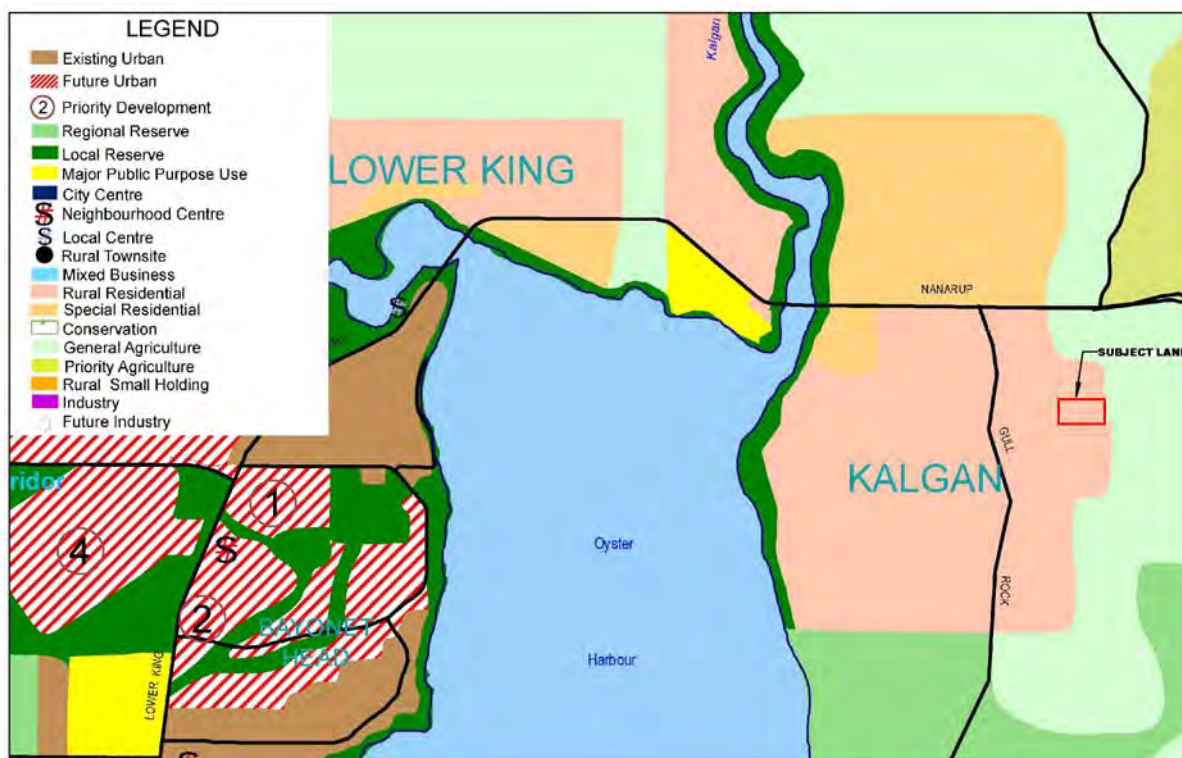 LEGEND
Existing Urban
Future Urban
2 Priority Development
Regional Reserve
Local Reserve
Major Public Purpose Use
City Centre
Neighbourhood Centre
Local Centre
Rural Townsite
Mixed Business
Rural Residential
Special Residential
Conservation
General Agriculture
Priority Agriculture
Rural Small Holding
Industry
Future Industry
Kalgan
LOWER KING
NANARUP
SUBJECT LAND
GULL
KALGAN
ridor
1
4
Oyster
ROCK
2
BAYONET
HEAD
Harbour
LOWER KING